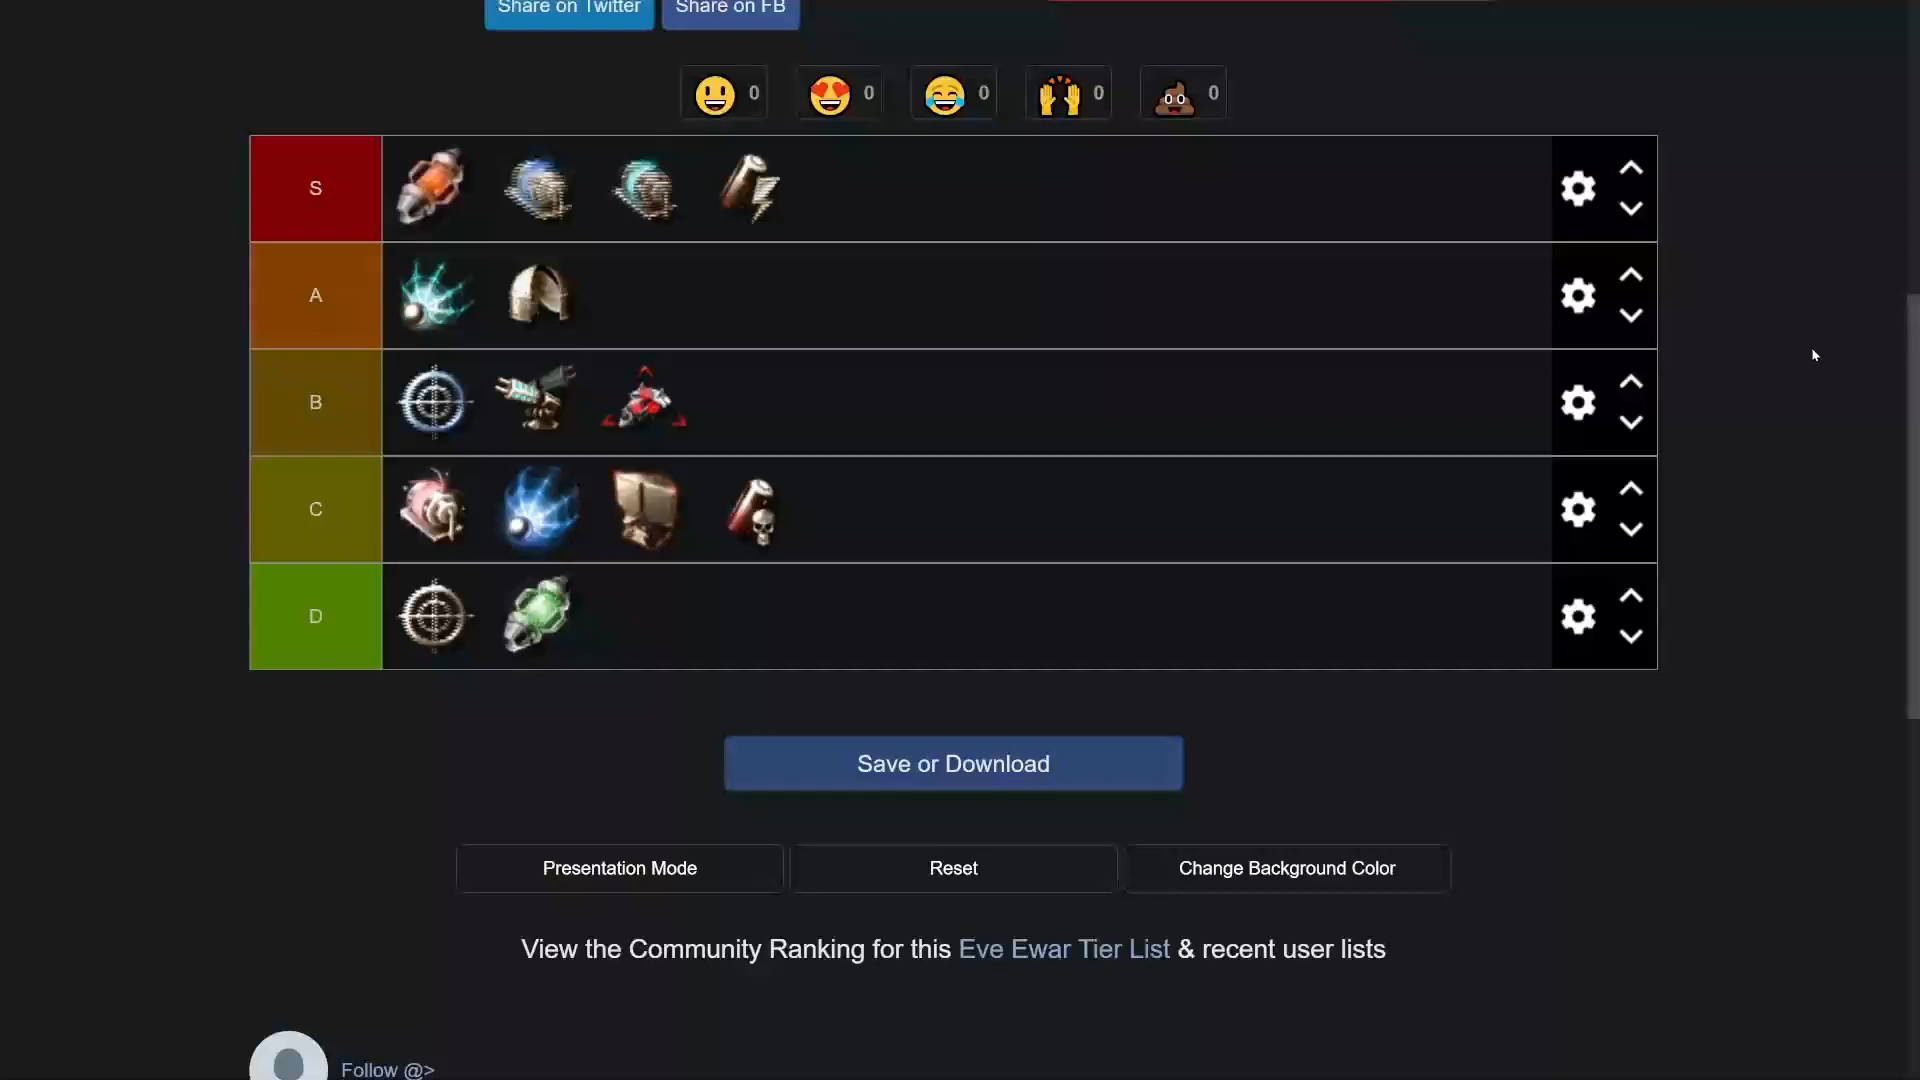 Share on Twitter Share on FB
0 0 0 0 0
S
A
B
C
D
Save or Download
Presentation Mode Reset Change Background Color
View the Community Ranking for this Eve Ewar Tier List & recent user lists
Follow @>